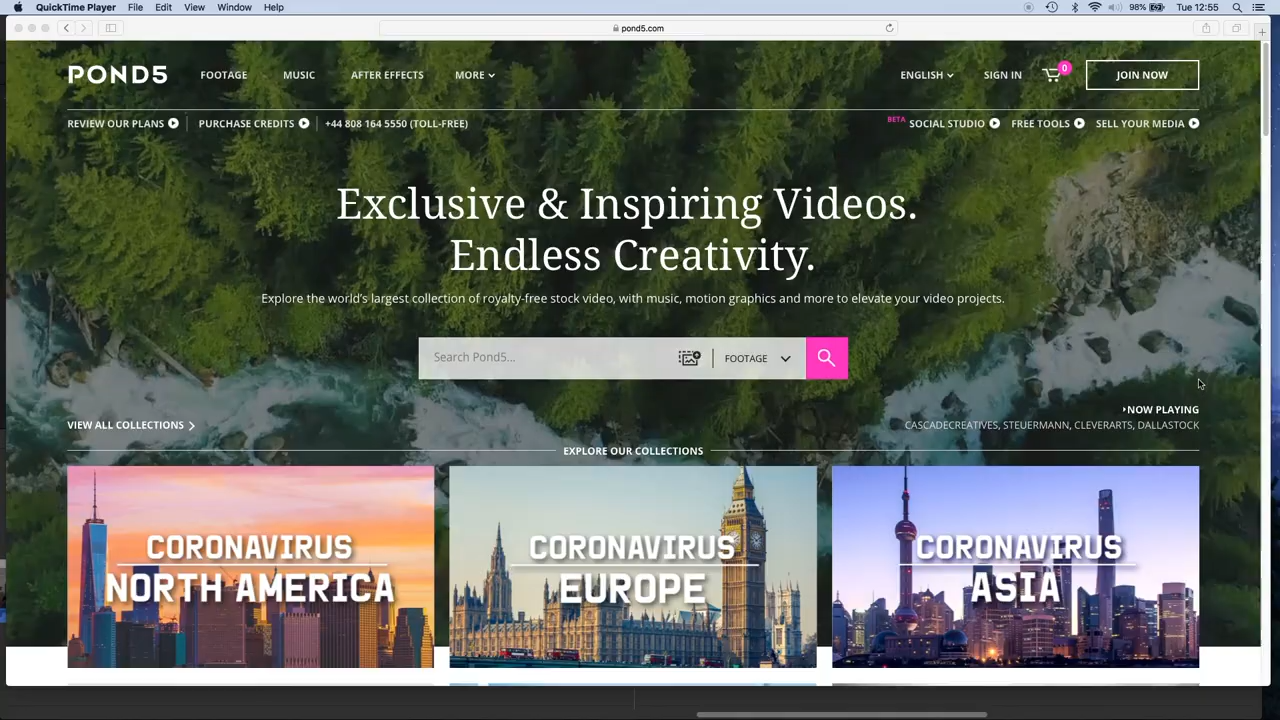 QuickTime Player File Edit View Window Help 98% Tue 12:55
pond5.com
POND5 FOOTAGE MUSIC AFTER EFFECTS MORE ENGLISH SIGN IN 0 JOIN NOW
REVIEW OUR PLANS PURCHASE CREDITS +44 808 164 5550 (TOLL-FREE) BETA SOCIAL STUDIO FREE TOOLS SELL YOUR MEDIA
Exclusive & Inspiring Videos.
Endless Creativity.
Explore the world's largest collection of royalty-free stock video, with music, motion graphics and more to elevate your video projects.
Search Pond5... FOOTAGE
NOW PLAYING
VIEW ALL COLLECTIONS CASCADECREATIVES, STEUERMANN, CLEVERARTS, DALLASTOCK
EXPLORE OUR COLLECTIONS
CORONAVIRUS
NORTH AMERICA
CORONAVIRUS
EUROPE
CORONAVIRUS
ASIA